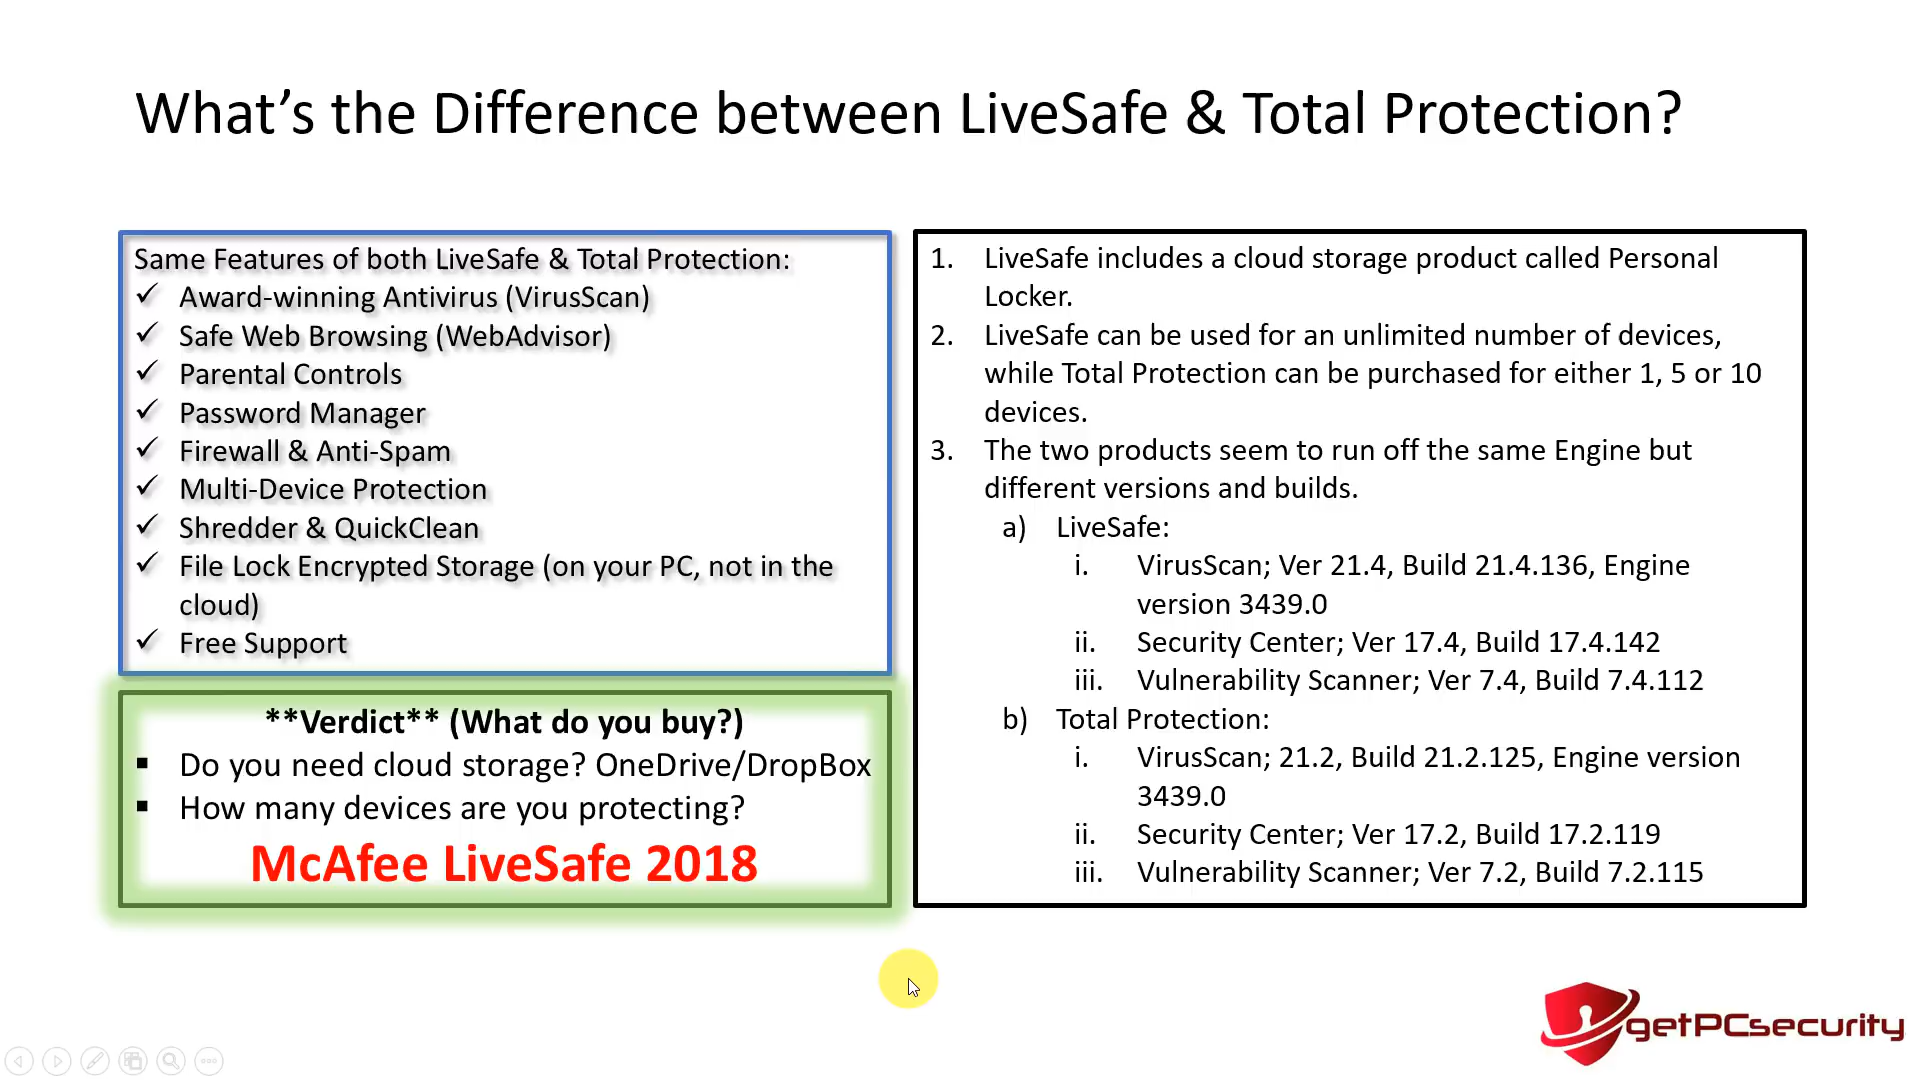 What’s the Difference between LiveSafe & Total Protection?
Same Features of both LiveSafe & Total Protection:
✓ Award-winning Antivirus (VirusScan)
✓ Safe Web Browsing (WebAdvisor)
✓ Parental Controls
✓ Password Manager
✓ Firewall & Anti-Spam
✓ Multi-Device Protection
✓ Shredder & QuickClean
✓ File Lock Encrypted Storage (on your PC, not in the
cloud)
✓ Free Support
**Verdict** (What do you buy?)
▪ Do you need cloud storage? OneDrive/DropBox
▪ How many devices are you protecting?
McAfee LiveSafe 2018
1. LiveSafe includes a cloud storage product called Personal
Locker.
2. LiveSafe can be used for an unlimited number of devices,
while Total Protection can be purchased for either 1, 5 or 10
devices.
3. The two products seem to run off the same Engine but
different versions and builds.
a) LiveSafe:
i. VirusScan; Ver 21.4, Build 21.4.136, Engine
version 3439.0
ii. Security Center; Ver 17.4, Build 17.4.142
iii. Vulnerability Scanner; Ver 7.4, Build 7.4.112
b) Total Protection:
i. VirusScan; 21.2, Build 21.2.125, Engine version
3439.0
ii. Security Center; Ver 17.2, Build 17.2.119
iii. Vulnerability Scanner; Ver 7.2, Build 7.2.115
getPCsecurity